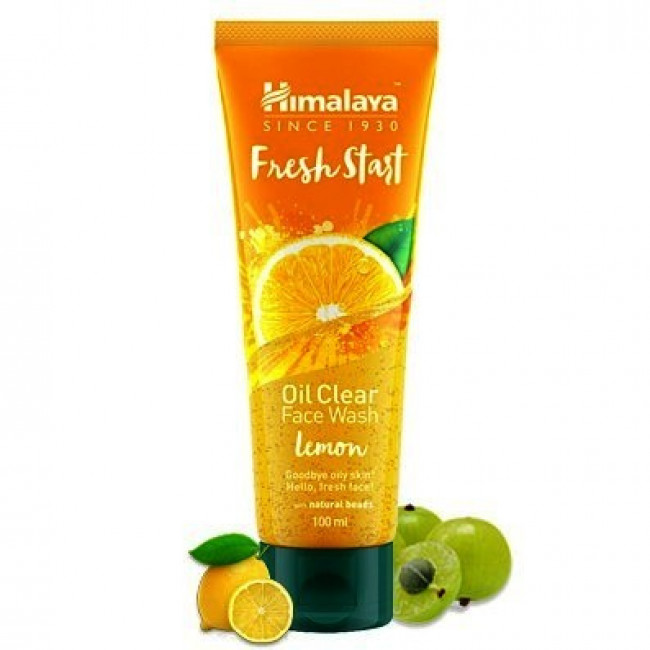 Himalaya™
SINCE 1930
Fresh Start
Oil Clear
Face Wash
Lemon
Goodbye oily skin!
Hello, fresh face!
with natural beads
100 ml